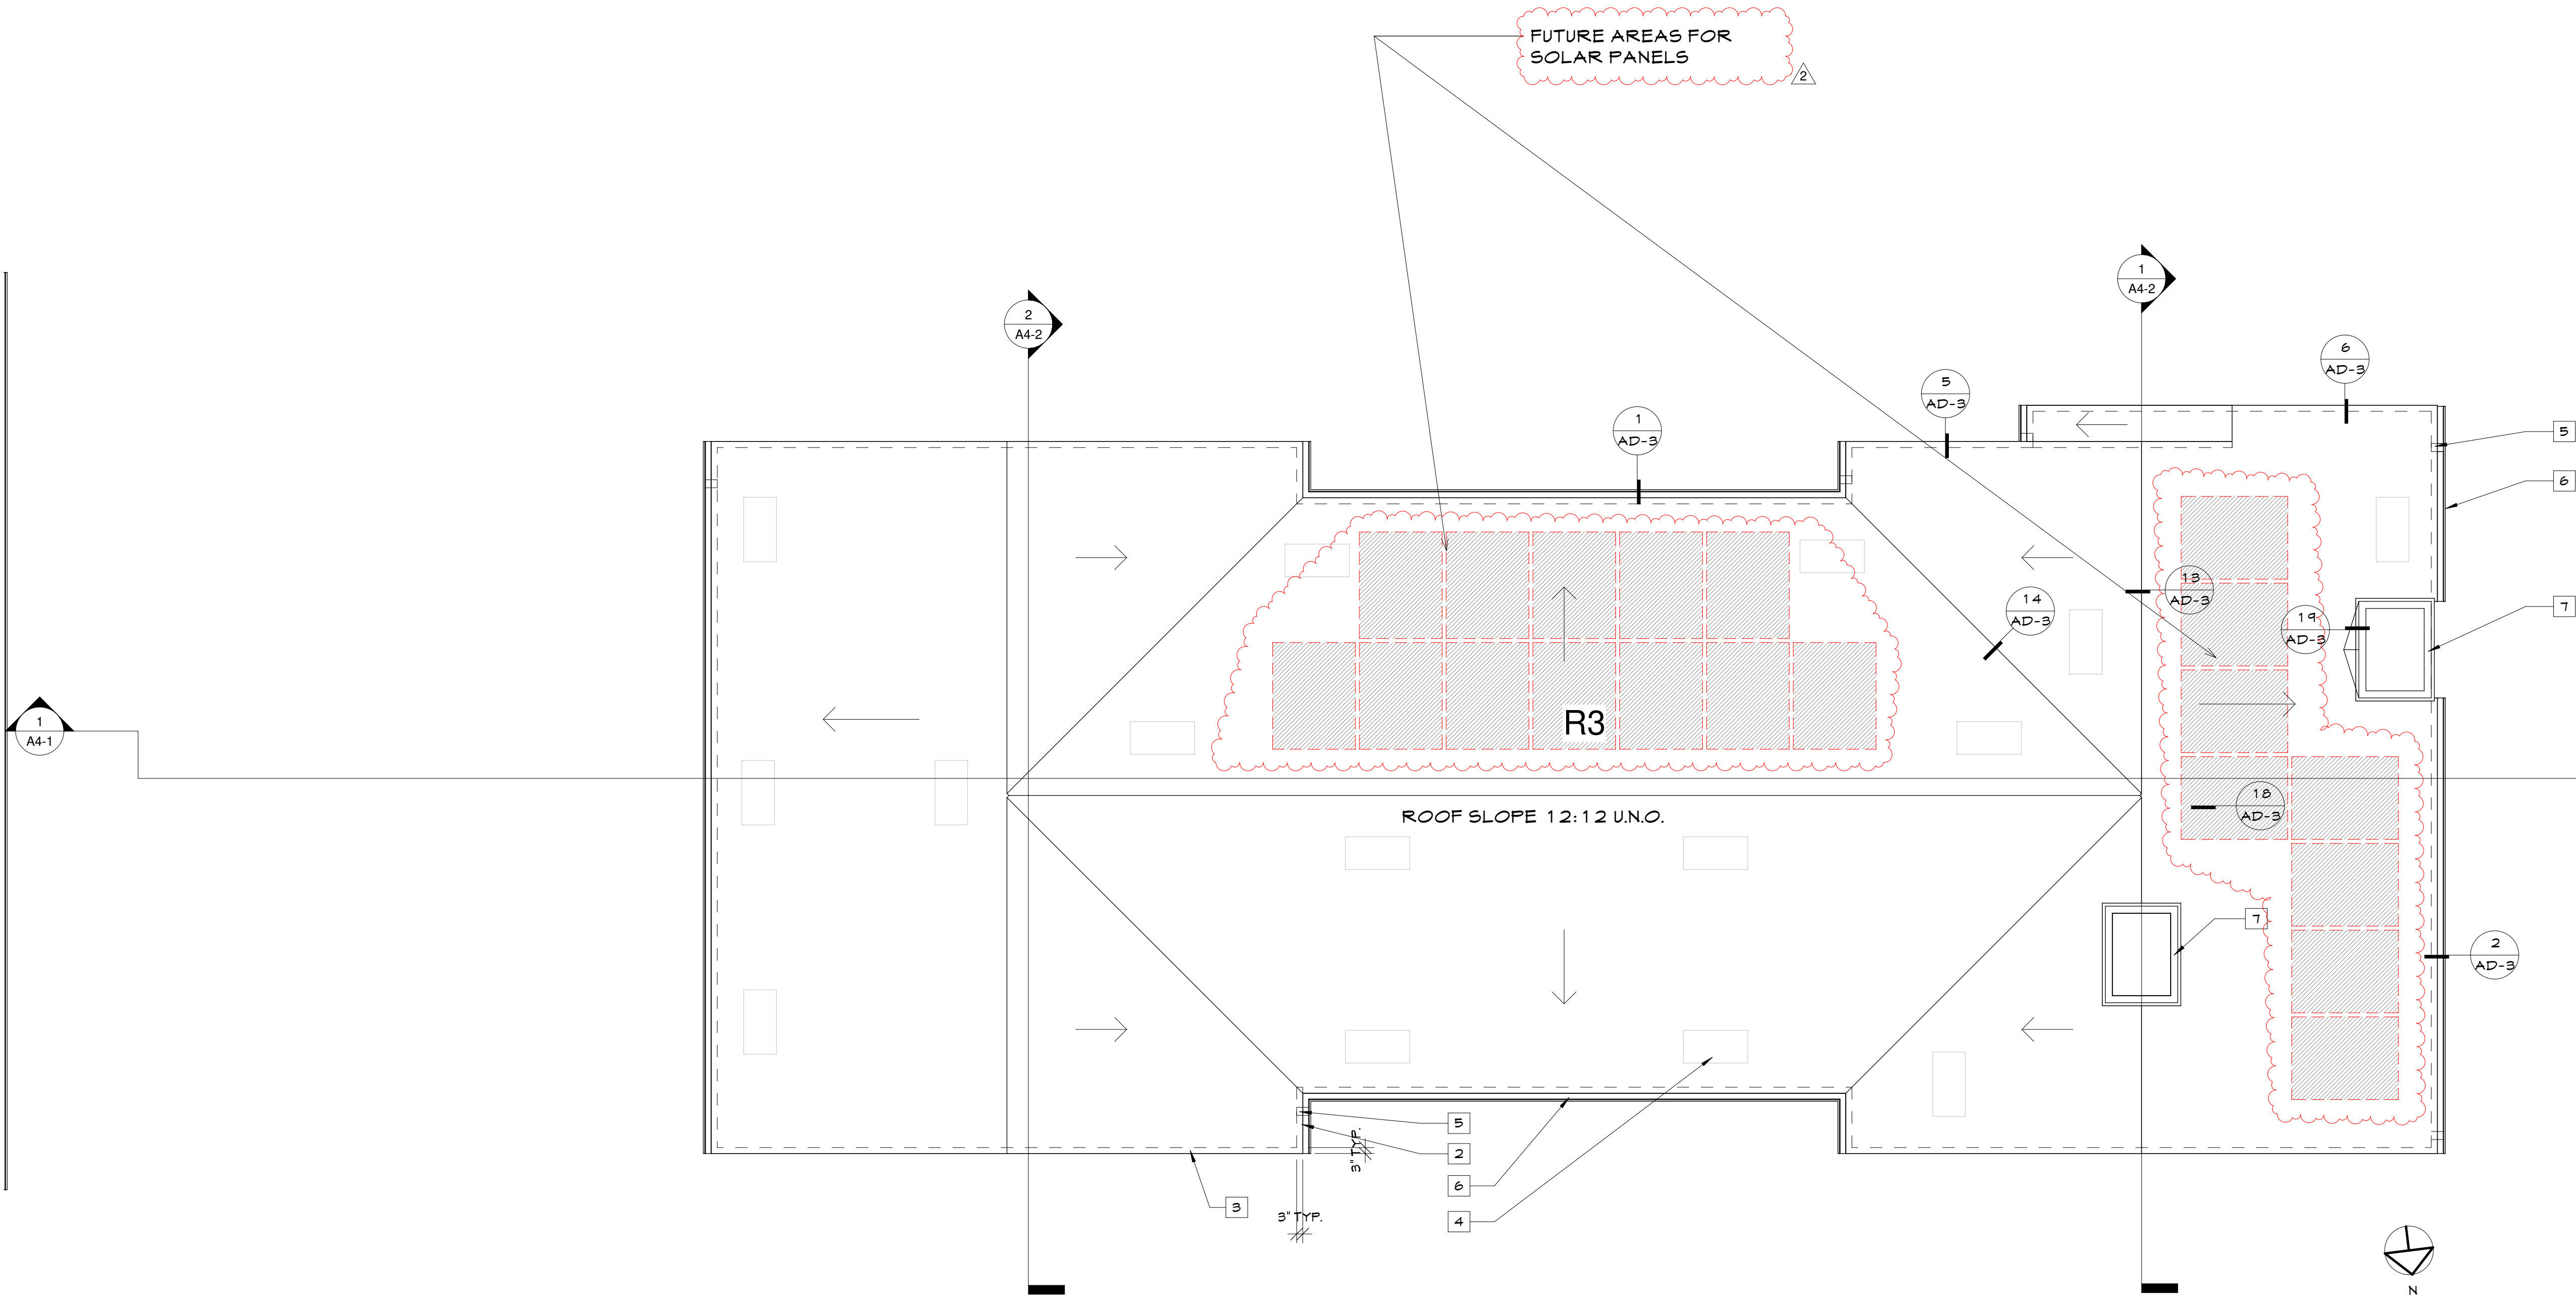 FUTURE AREAS FOR
SOLAR PANELS
2
1
A4-2
2
A4-2
6
AD-3
5
AD-3
1
AD-3
5
6
13
AD-3
14
AD-3
19
AD-3
7
R3
1
A4-1
18
AD-3
ROOF SLOPE 12:12 U.N.O.
7
2
AD-3
5
3" TYP.
2
6
3
3" TYP.
4
N